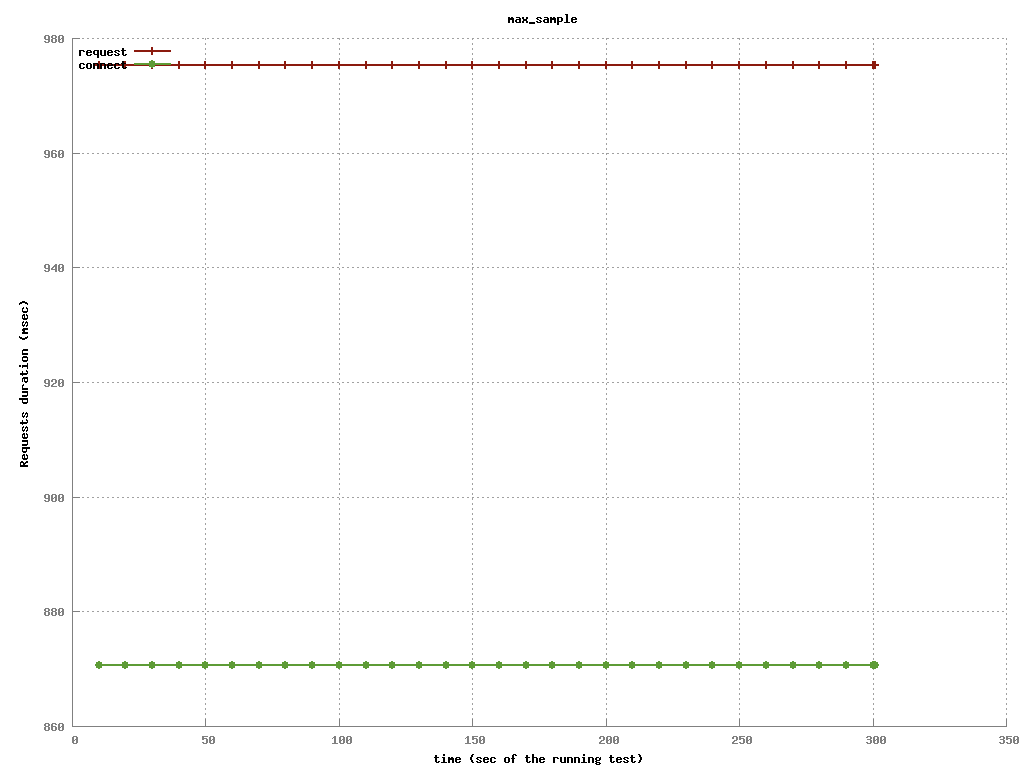 max_sample
980
request
connect
960
940
920
900
880
860
Requests duration (msec)
0 50 100 150 200 250 300 350
time (sec of the running test)